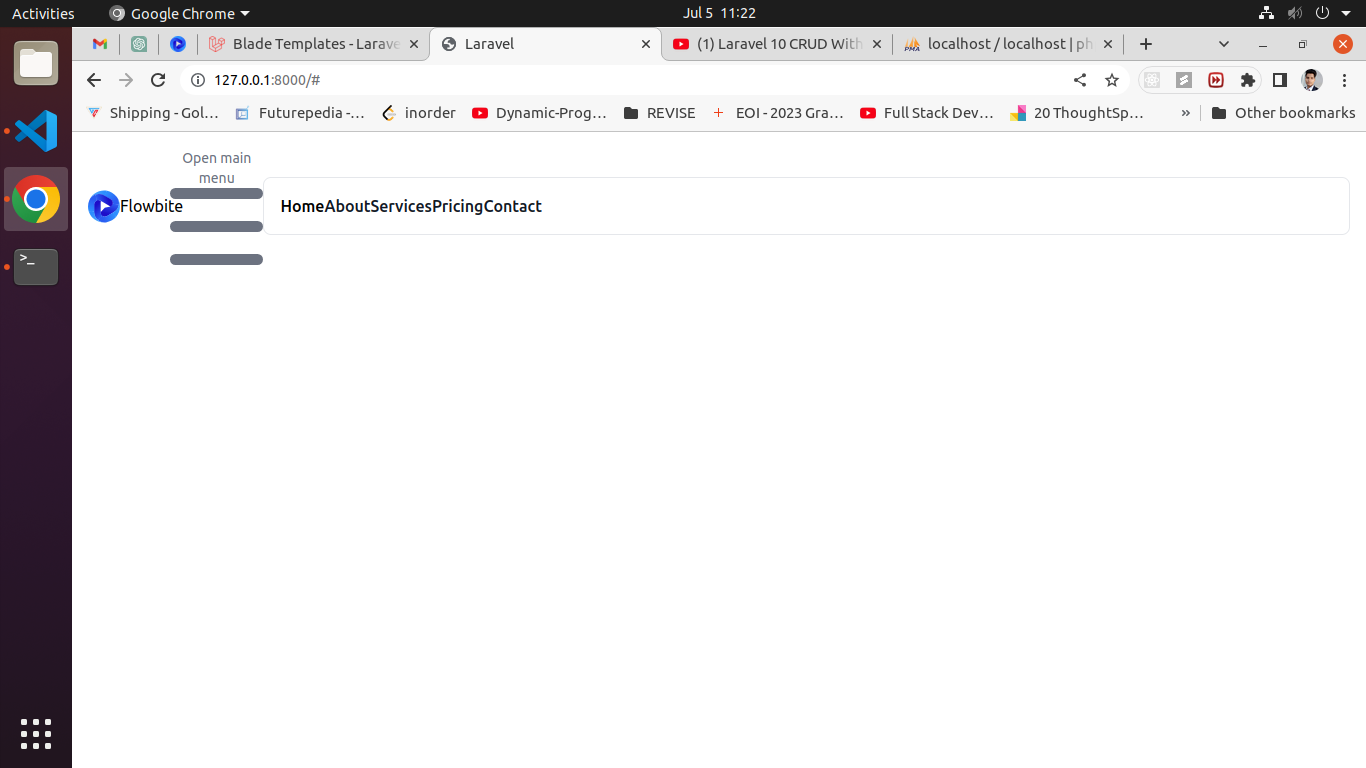 Activities Google Chrome Jul 5 11:22
Blade Templates - Larave Laravel (1) Laravel 10 CRUD With localhost / localhost | ph
127.0.0.1:8000/#
Shipping - Gol... Futurepedia -... inorder Dynamic-Prog... REVISE EOI - 2023 Gra... Full Stack Dev... 20 ThoughtSp... » Other bookmarks
Open main
menu
Flowbite HomeAboutServicesPricingContact